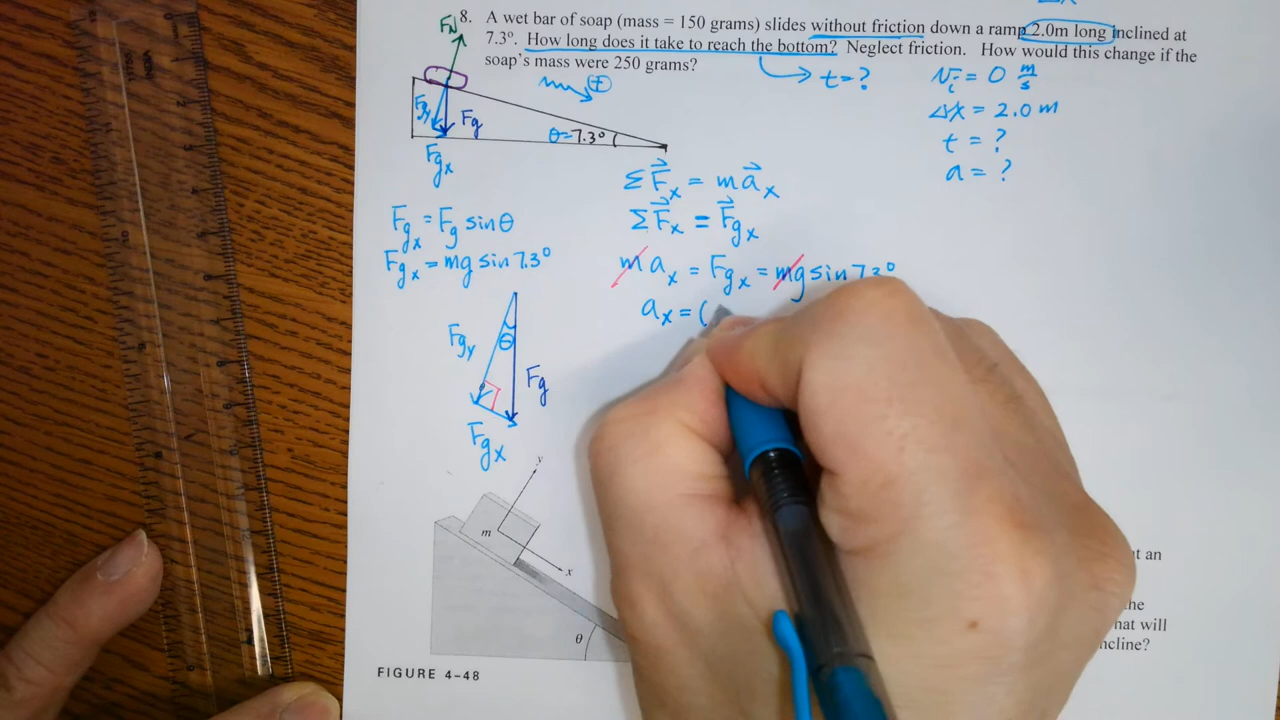 8. A wet bar of soap (mass = 150 grams) slides without friction down a ramp 2.0m long inclined at
7.3°. How long does it take to reach the bottom? Neglect friction. How would this change if the
soap's mass were 250 grams?
t = ?
FN
+
Fgy
Fg
θ=7.3°
Fgx
vi = 0 m/s
Δx = 2.0 m
t = ?
a = ?
ΣFx = max
ΣFx = Fgx
max = Fgx = mg sin 7.3°
ax = (
Fgx = Fg sin θ
Fgx = mg sin 7.3°
Fgy
θ
Fg
Fgx
y
m
x
θ
FIGURE 4-48
t an
hat will
ncline?